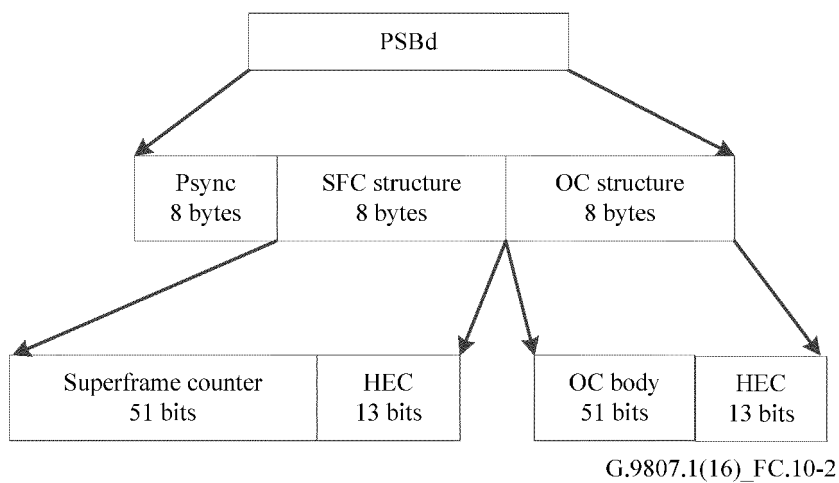 PSBd
Psync
8 bytes
SFC structure
8 bytes
OC structure
8 bytes
Superframe counter
51 bits
HEC
13 bits
OC body
51 bits
HEC
13 bits
G.9807.1(16)_FC.10-2